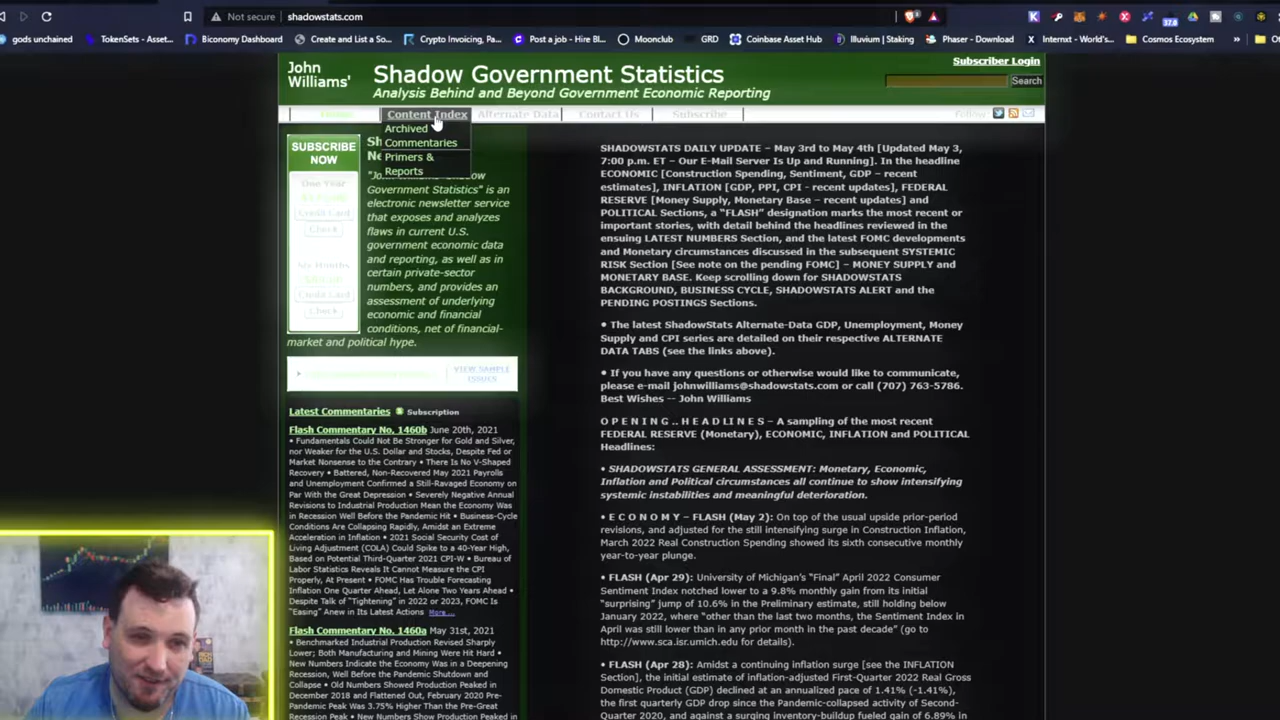 Not secure shadowstats.com
gods unchained TokenSets - Asset... Biconomy Dashboard Create and List a So... Crypto Invoicing, Pa... Post a job - Hire Bl... Moonclub GRD Coinbase Asset Hub Illuvium | Staking Phaser - Download Internxt - World's... Cosmos Ecosystem
Subscriber Login
John
Williams'
Shadow Government Statistics
Analysis Behind and Beyond Government Economic Reporting
Search
Home Content Index Alternate Data Contact Us Subscribe Follow:
Archived
Commentaries
Primers &
Reports
SUBSCRIBE
NOW
One Year
Credit Card
Check
Six Months
Credit Card
Check
Government Statistics" is an
electronic newsletter service
that exposes and analyzes
flaws in current U.S.
government economic data
and reporting, as well as in
certain private-sector
numbers, and provides an
assessment of underlying
economic and financial
conditions, net of financial-
market and political hype.
VIEW SAMPLE
ISSUES
Latest Commentaries Subscription
Flash Commentary No. 1460b June 20th, 2021
• Fundamentals Could Not Be Stronger for Gold and Silver,
nor Weaker for the U.S. Dollar and Stocks, Despite Fed or
Market Nonsense to the Contrary • There Is No V-Shaped
Recovery • Battered, Non-Recovered May 2021 Payrolls
and Unemployment Confirmed a Still-Ravaged Economy on
Par With the Great Depression • Severely Negative Annual
Revisions to Industrial Production Mean the Economy Was
in Recession Well Before the Pandemic Hit • Business-Cycle
Conditions Are Collapsing Rapidly, Amidst an Extreme
Acceleration in Inflation • 2021 Social Security Cost of
Living Adjustment (COLA) Could Spike to a 40-Year High,
Based on Potential Third-Quarter 2021 CPI-W • Bureau of
Labor Statistics Reveals It Cannot Measure the CPI
Properly, At Present • FOMC Has Trouble Forecasting
Inflation One Quarter Ahead, Let Alone Two Years Ahead •
Despite Talk of "Tightening" in 2022 or 2023, FOMC Is
"Easing" Anew in Its Latest Actions More ...
Flash Commentary No. 1460a May 31st, 2021
• Benchmarked Industrial Production Revised Sharply
Lower; Both Manufacturing and Mining Were Hit Hard •
New Numbers Indicate the Economy Was in a Deepening
Recession, Well Before the Pandemic Shutdown and
Collapse • Old Numbers Showed Production Peaked in
December 2018 and Flattened Out, February 2020 Pre-
Pandemic Peak Was 3.75% Higher Than the Pre-Great
Recession Peak • New Numbers Show Production Peaked
SHADOWSTATS DAILY UPDATE – May 3rd to May 4th [Updated May 3,
7:00 p.m. ET – Our E-Mail Server Is Up and Running]. In the headline
ECONOMIC [Construction Spending, Sentiment, GDP – recent
estimates], INFLATION [GDP, PPI, CPI - recent updates], FEDERAL
RESERVE [Money Supply, Monetary Base – recent updates] and
POLITICAL Sections, a "FLASH" designation marks the most recent or
important stories, with detail behind the headlines reviewed in the
ensuing LATEST NUMBERS Section, and the latest FOMC developments
and Monetary circumstances discussed in the subsequent SYSTEMIC
RISK Section [See note on the pending FOMC] – MONEY SUPPLY and
MONETARY BASE. Keep scrolling down for SHADOWSTATS
BACKGROUND, BUSINESS CYCLE, SHADOWSTATS ALERT and the
PENDING POSTINGS Sections.
• The latest ShadowStats Alternate-Data GDP, Unemployment, Money
Supply and CPI series are detailed on their respective ALTERNATE
DATA TABS (see the links above).
• If you have any questions or otherwise would like to communicate,
please e-mail johnwilliams@shadowstats.com or call (707) 763-5786.
Best Wishes -- John Williams
O P E N I N G .. H E A D L I N E S – A sampling of the most recent
FEDERAL RESERVE (Monetary), ECONOMIC, INFLATION and POLITICAL
Headlines:
• SHADOWSTATS GENERAL ASSESSMENT: Monetary, Economic,
Inflation and Political circumstances all continue to show intensifying
systemic instabilities and meaningful deterioration.
• E C O N O M Y – FLASH (May 2): On top of the usual upside prior-period
revisions, and adjusted for the still intensifying surge in Construction Inflation,
March 2022 Real Construction Spending showed its sixth consecutive monthly
year-to-year plunge.
• FLASH (Apr 29): University of Michigan's "Final" April 2022 Consumer
Sentiment Index notched lower to a 9.8% monthly gain from its initial
"surprising" jump of 10.6% in the Preliminary estimate, still holding below
January 2022, where "other than the last two months, the Sentiment Index in
April was still lower than in any prior month in the past decade" (go to
http://www.sca.isr.umich.edu for details).
• FLASH (Apr 28): Amidst a continuing inflation surge [see the INFLATION
Section], the initial estimate of inflation-adjusted First-Quarter 2022 Real Gross
Domestic Product (GDP) declined at an annualized pace of 1.41% (-1.41%),
the first quarterly GDP drop since the Pandemic-collapsed activity of Second-
Quarter 2020, and against a surging inventory-buildup fueled gain of 6.89% in